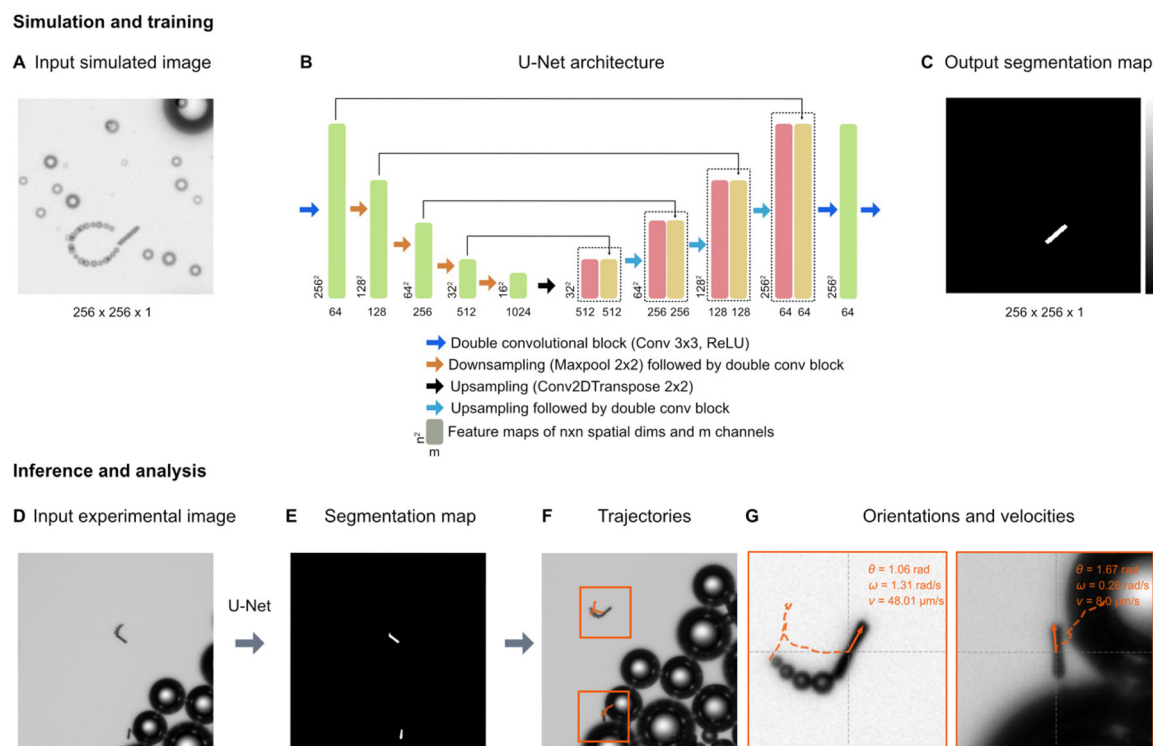 Simulation and training
A Input simulated image
B U-Net architecture
C Output segmentation map
256 x 256 x 1
256²
64
128²
128
64²
256
32²
512
16²
1024
32²
512 512
64²
256 256
128²
128 128
256²
64 64
256²
64
256 x 256 x 1
Double convolutional block (Conv 3x3, ReLU)
Downsampling (Maxpool 2x2) followed by double conv block
Upsampling (Conv2DTranspose 2x2)
Upsampling followed by double conv block
n²
m
Feature maps of nxn spatial dims and m channels
Inference and analysis
D Input experimental image
E Segmentation map
F Trajectories
G Orientations and velocities
U-Net
θ = 1.06 rad
ω = 1.31 rad/s
v = 48.01 μm/s
θ = 1.67 rad
ω = 0.26 rad/s
v = 8.0 μm/s